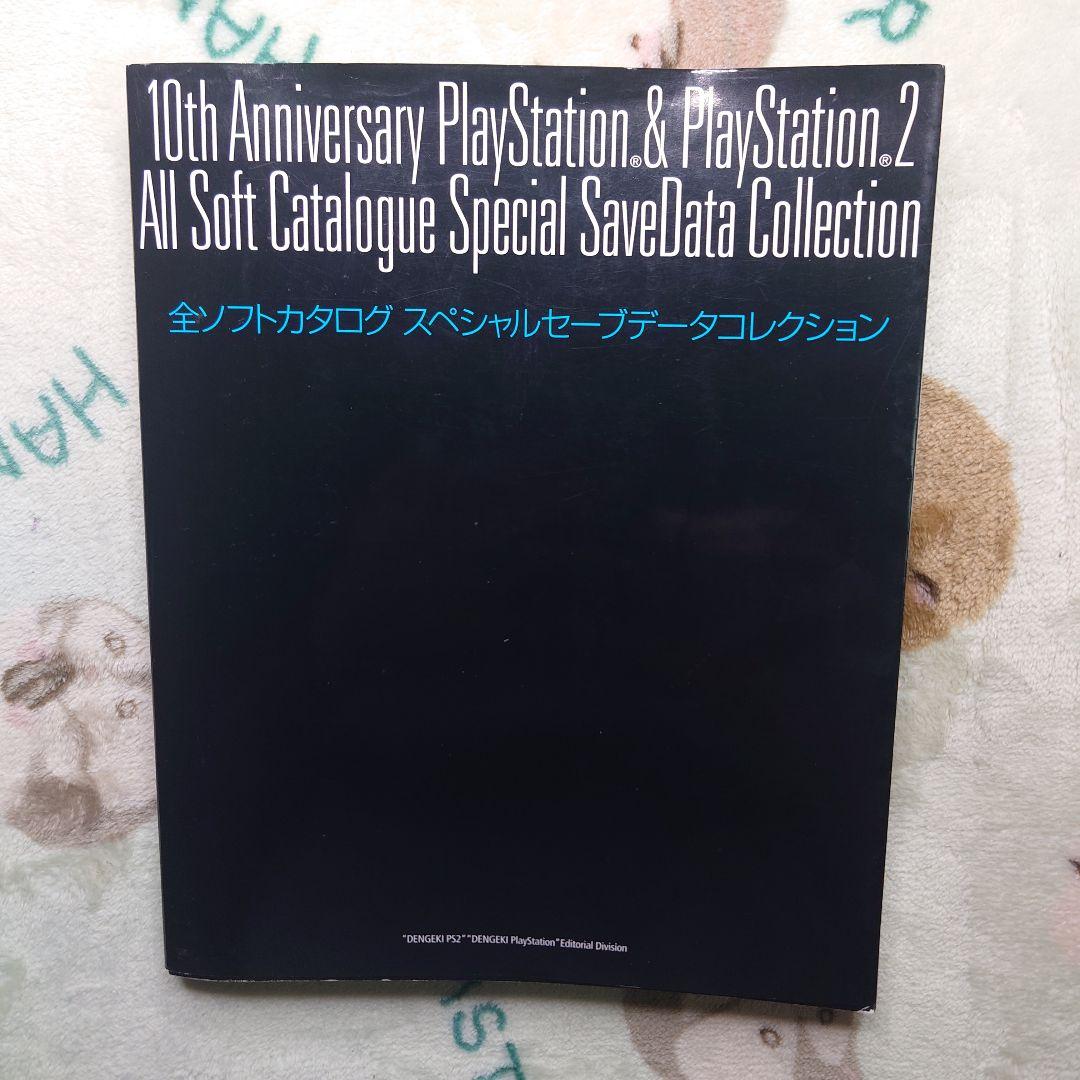 10th Anniversary PlayStation® & PlayStation®2
All Soft Catalogue Special SaveData Collection
全ソフトカタログ スペシャルセーブデータコレクション
"DENGEKI PS2" "DENGEKI PlayStation" Editorial Division
HA